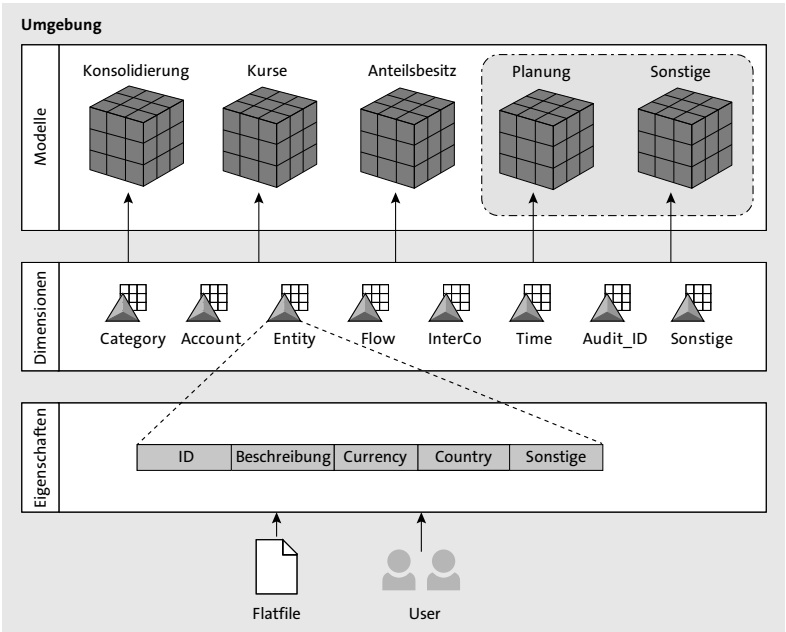 Umgebung
Modelle
Konsolidierung Kurse Anteilsbesitz Planung Sonstige
Dimensionen
Category Account Entity Flow InterCo Time Audit_ID Sonstige
Eigenschaften
ID Beschreibung Currency Country Sonstige
Flatfile User